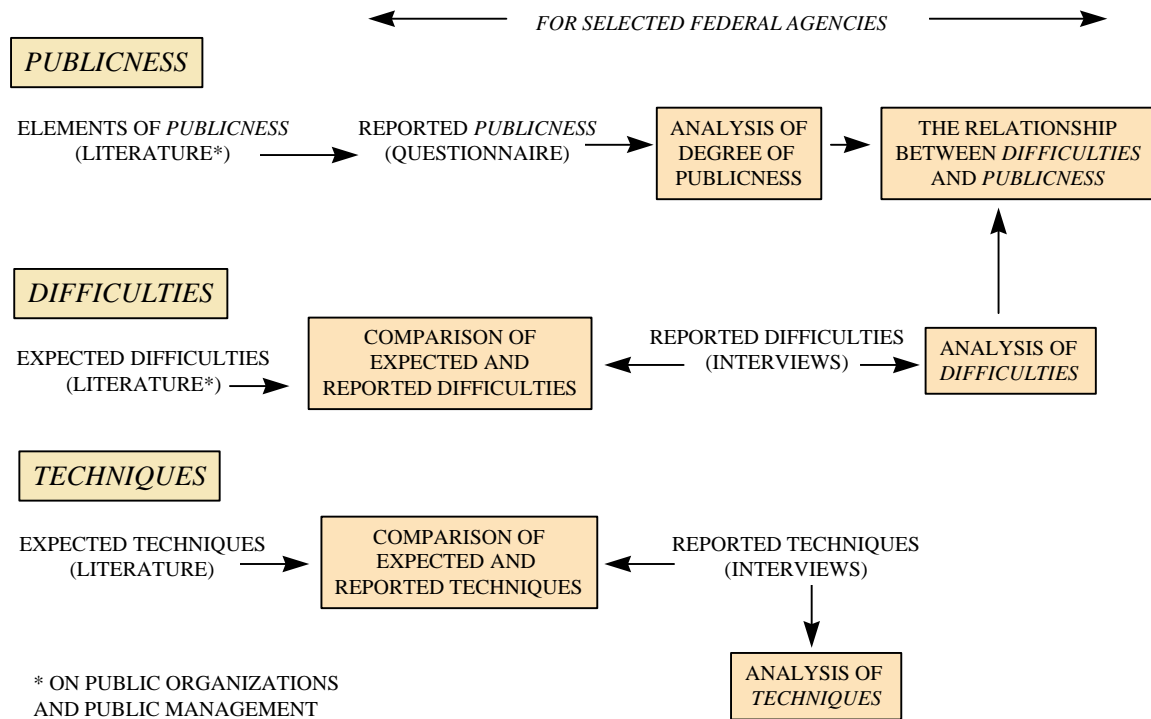 FOR SELECTED FEDERAL AGENCIES
PUBLICNESS
ELEMENTS OF PUBLICNESS
(LITERATURE*)
REPORTED PUBLICNESS
(QUESTIONNAIRE)
ANALYSIS OF
DEGREE OF
PUBLICNESS
THE RELATIONSHIP
BETWEEN DIFFICULTIES
AND PUBLICNESS
DIFFICULTIES
EXPECTED DIFFICULTIES
(LITERATURE*)
COMPARISON OF
EXPECTED AND
REPORTED DIFFICULTIES
REPORTED DIFFICULTIES
(INTERVIEWS)
ANALYSIS OF
DIFFICULTIES
TECHNIQUES
EXPECTED TECHNIQUES
(LITERATURE)
COMPARISON OF
EXPECTED AND
REPORTED TECHNIQUES
REPORTED TECHNIQUES
(INTERVIEWS)
ANALYSIS OF
TECHNIQUES
* ON PUBLIC ORGANIZATIONS
AND PUBLIC MANAGEMENT